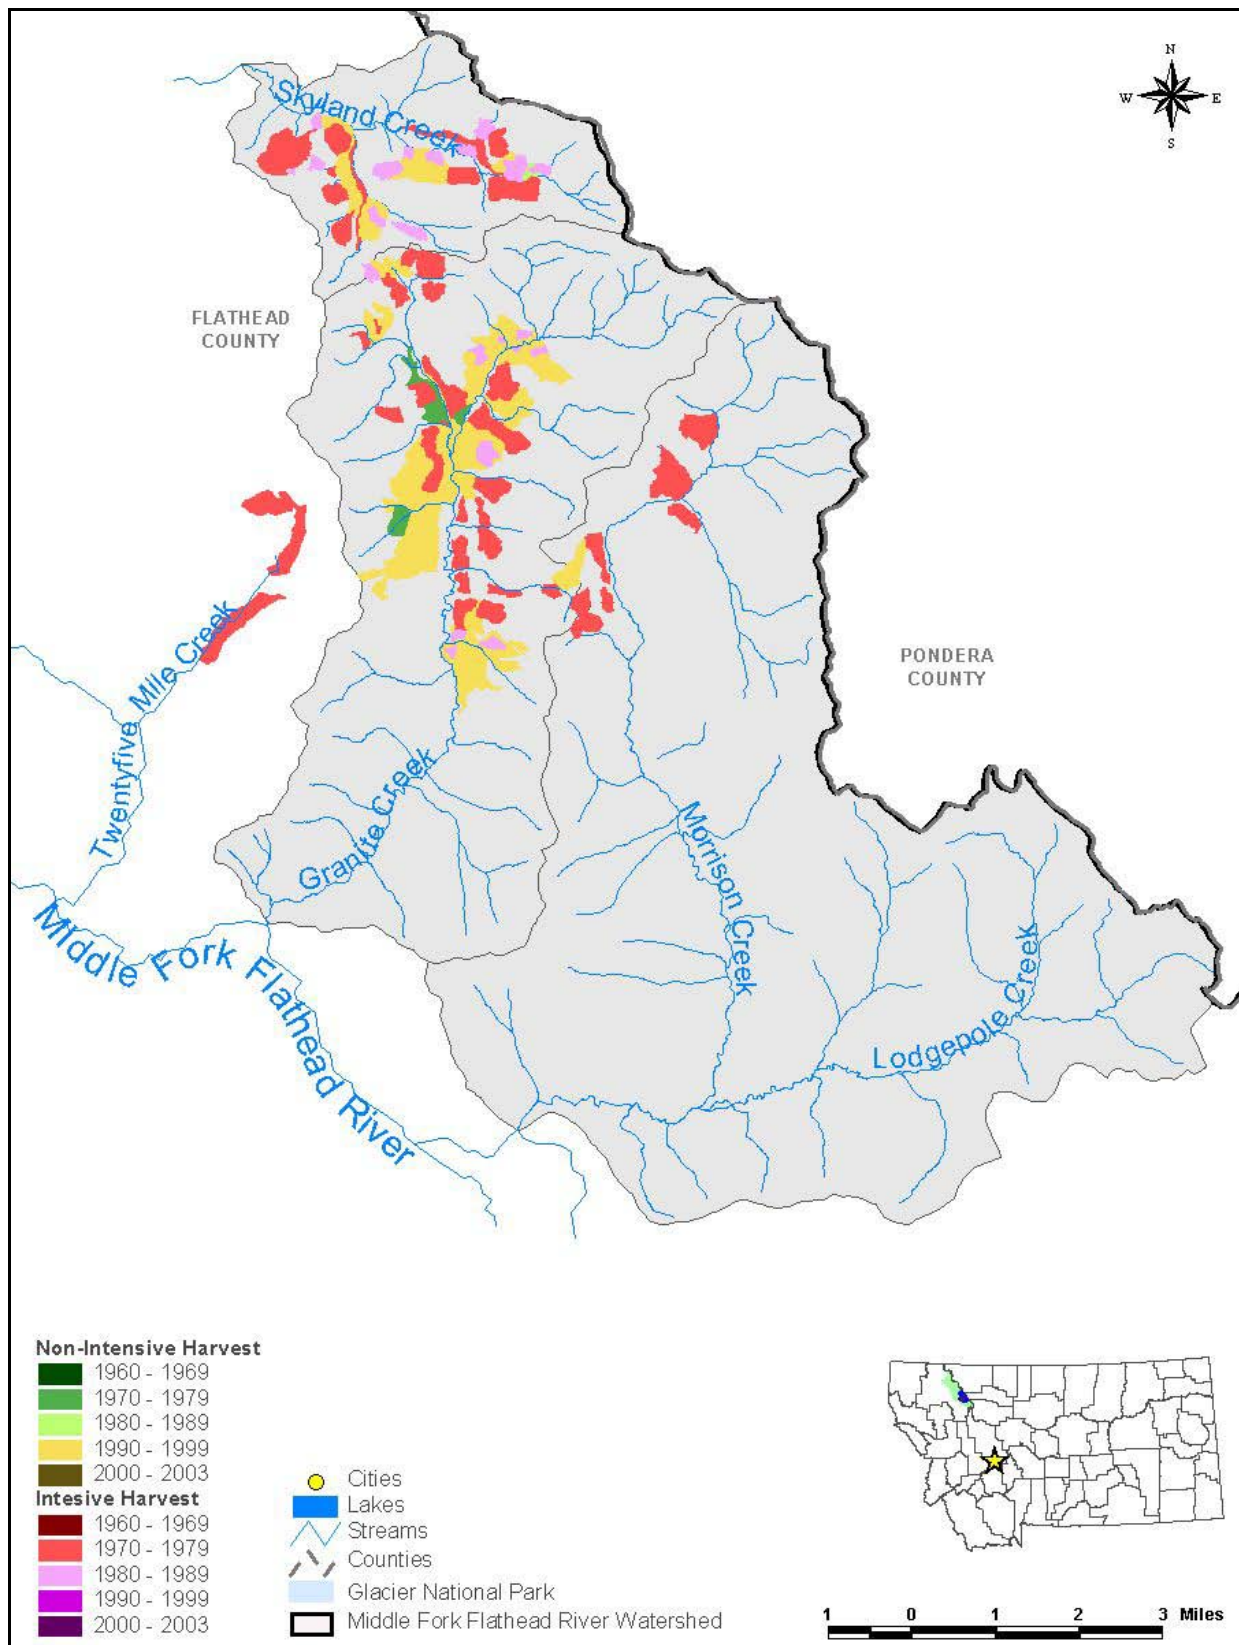 N
W E
S
Skyland Creek
FLATHEAD
COUNTY
Twentyfive Mile Creek
PONDERA
COUNTY
Granite Creek
Morrison Creek
Lodgepole Creek
MIddle Fork Flathead River
Non-Intensive Harvest
1960 - 1969
1970 - 1979
1980 - 1989
1990 - 1999
2000 - 2003
Intesive Harvest
1960 - 1969
1970 - 1979
1980 - 1989
1990 - 1999
2000 - 2003
Cities
Lakes
Streams
Counties
Glacier National Park
Middle Fork Flathead River Watershed
1 0 1 2 3 Miles